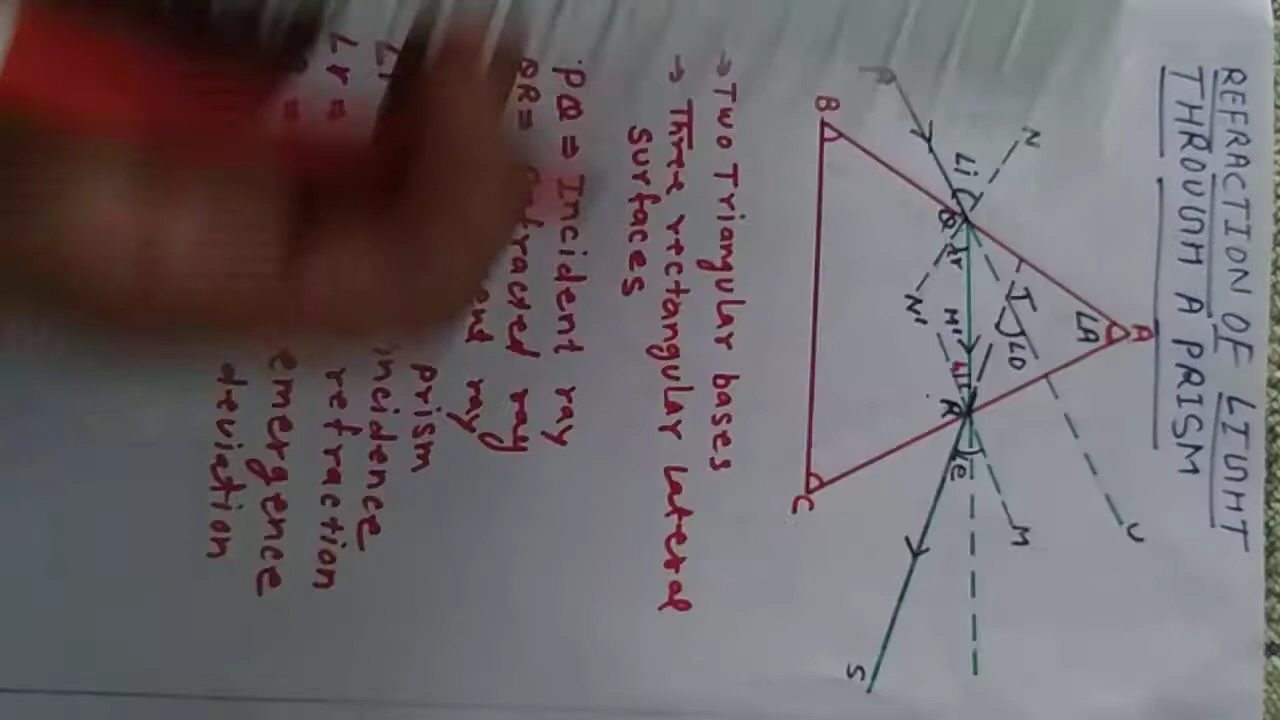 REFRACTION OF LIGHT
THROUGH A PRISM
A
∠A
N
U
T
∠D
P
∠i
Q
∠r
M'
N'
R
∠e
M
B
C
S
→ Two Triangular bases
→ Three rectangular Lateral
surfaces
PQ = Incident ray
QR = ray
ray
prism
∠i incidence
∠r = refraction
= emergence
deviation